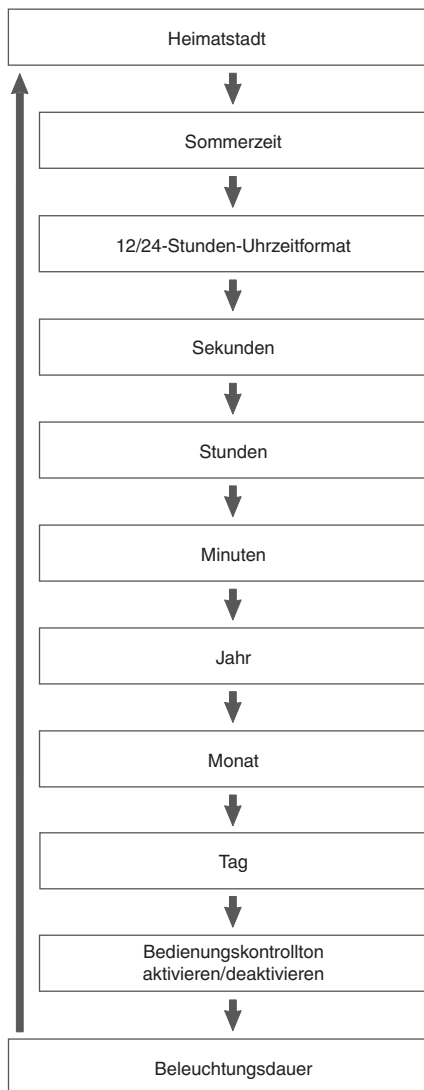 Heimatstadt
Sommerzeit
12/24-Stunden-Uhrzeitformat
Sekunden
Stunden
Minuten
Jahr
Monat
Tag
Bedienungskontrollton
aktivieren/deaktivieren
Beleuchtungsdauer